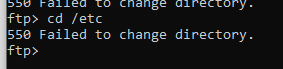 550 Failed to change directory.
ftp> cd /etc
550 Failed to change directory.
ftp>